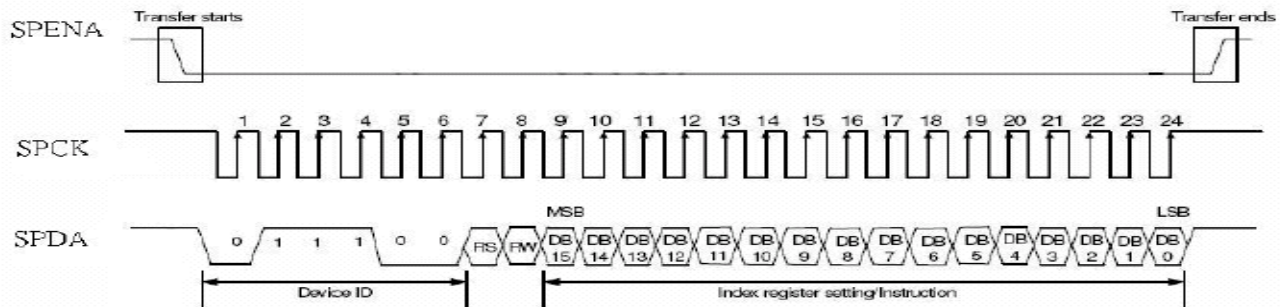 Transfer starts
Transfer ends
SPENA
1 2 3 4 5 6 7 8 9 10 11 12 13 14 15 16 17 18 19 20 21 22 23 24
SPCK
MSB
LSB
SPDA
0 1 1 1 0 0 RS RW DB 15 DB 14 DB 13 DB 12 DB 11 DB 10 DB 9 DB 8 DB 7 DB 6 DB 5 DB 4 DB 3 DB 2 DB 1 DB 0
Device ID
Index register setting/Instruction